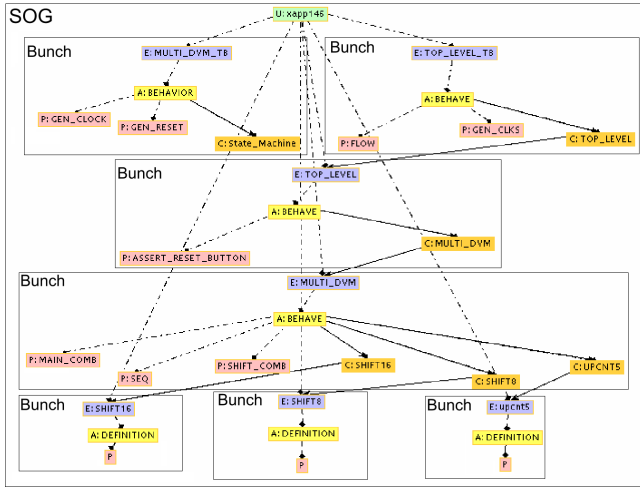 SOG
U: xapp146
Bunch
E: MULTI_DVM_TB
A: BEHAVIOR
P: GEN_CLOCK
P: GEN_RESET
C: State_Machine
Bunch
E: TOP_LEVEL_TB
A: BEHAVE
P: FLOW
P: GEN_CLKS
C: TOP_LEVEL
Bunch
E: TOP_LEVEL
A: BEHAVE
P: ASSERT_RESET_BUTTON
C: MULTI_DVM
Bunch
E: MULTI_DVM
A: BEHAVE
P: MAIN_COMB
P: SEQ
P: SHIFT_COMB
C: SHIFT16
C: SHIFT8
C: UPCNT5
Bunch
E: SHIFT16
A: DEFINITION
P
Bunch
E: SHIFT8
A: DEFINITION
P
Bunch
E: upcnt5
A: DEFINITION
P